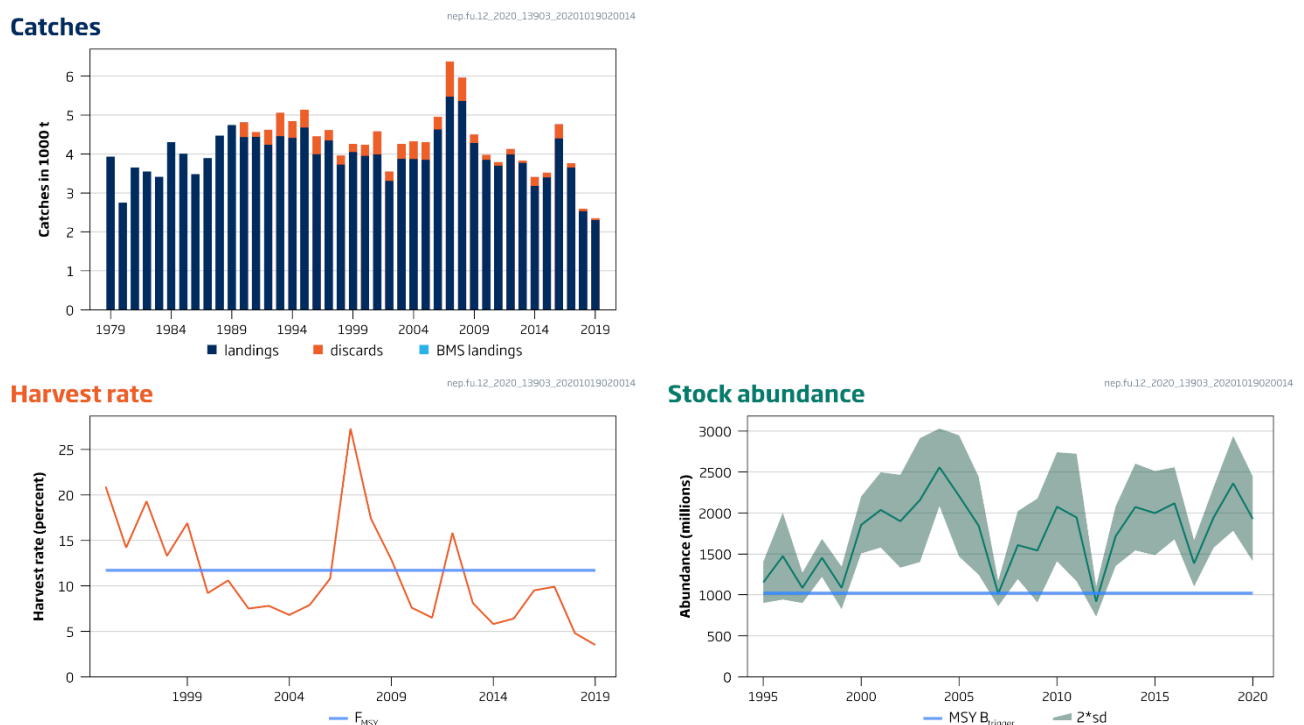 nep.fu.12_2020_13903_20201019020014
Catches
Catches in 1000 t
6
5
4
3
2
1
0
1979 1984 1989 1994 1999 2004 2009 2014 2019
landings discards BMS landings
nep.fu.12_2020_13903_20201019020014
Harvest rate
Harvest rate (percent)
25
20
15
10
5
0
1999 2004 2009 2014 2019
F MSY
nep.fu.12_2020_13903_20201019020014
Stock abundance
Abundance (millions)
3000
2500
2000
1500
1000
500
0
1995 2000 2005 2010 2015 2020
MSY B trigger 2*sd